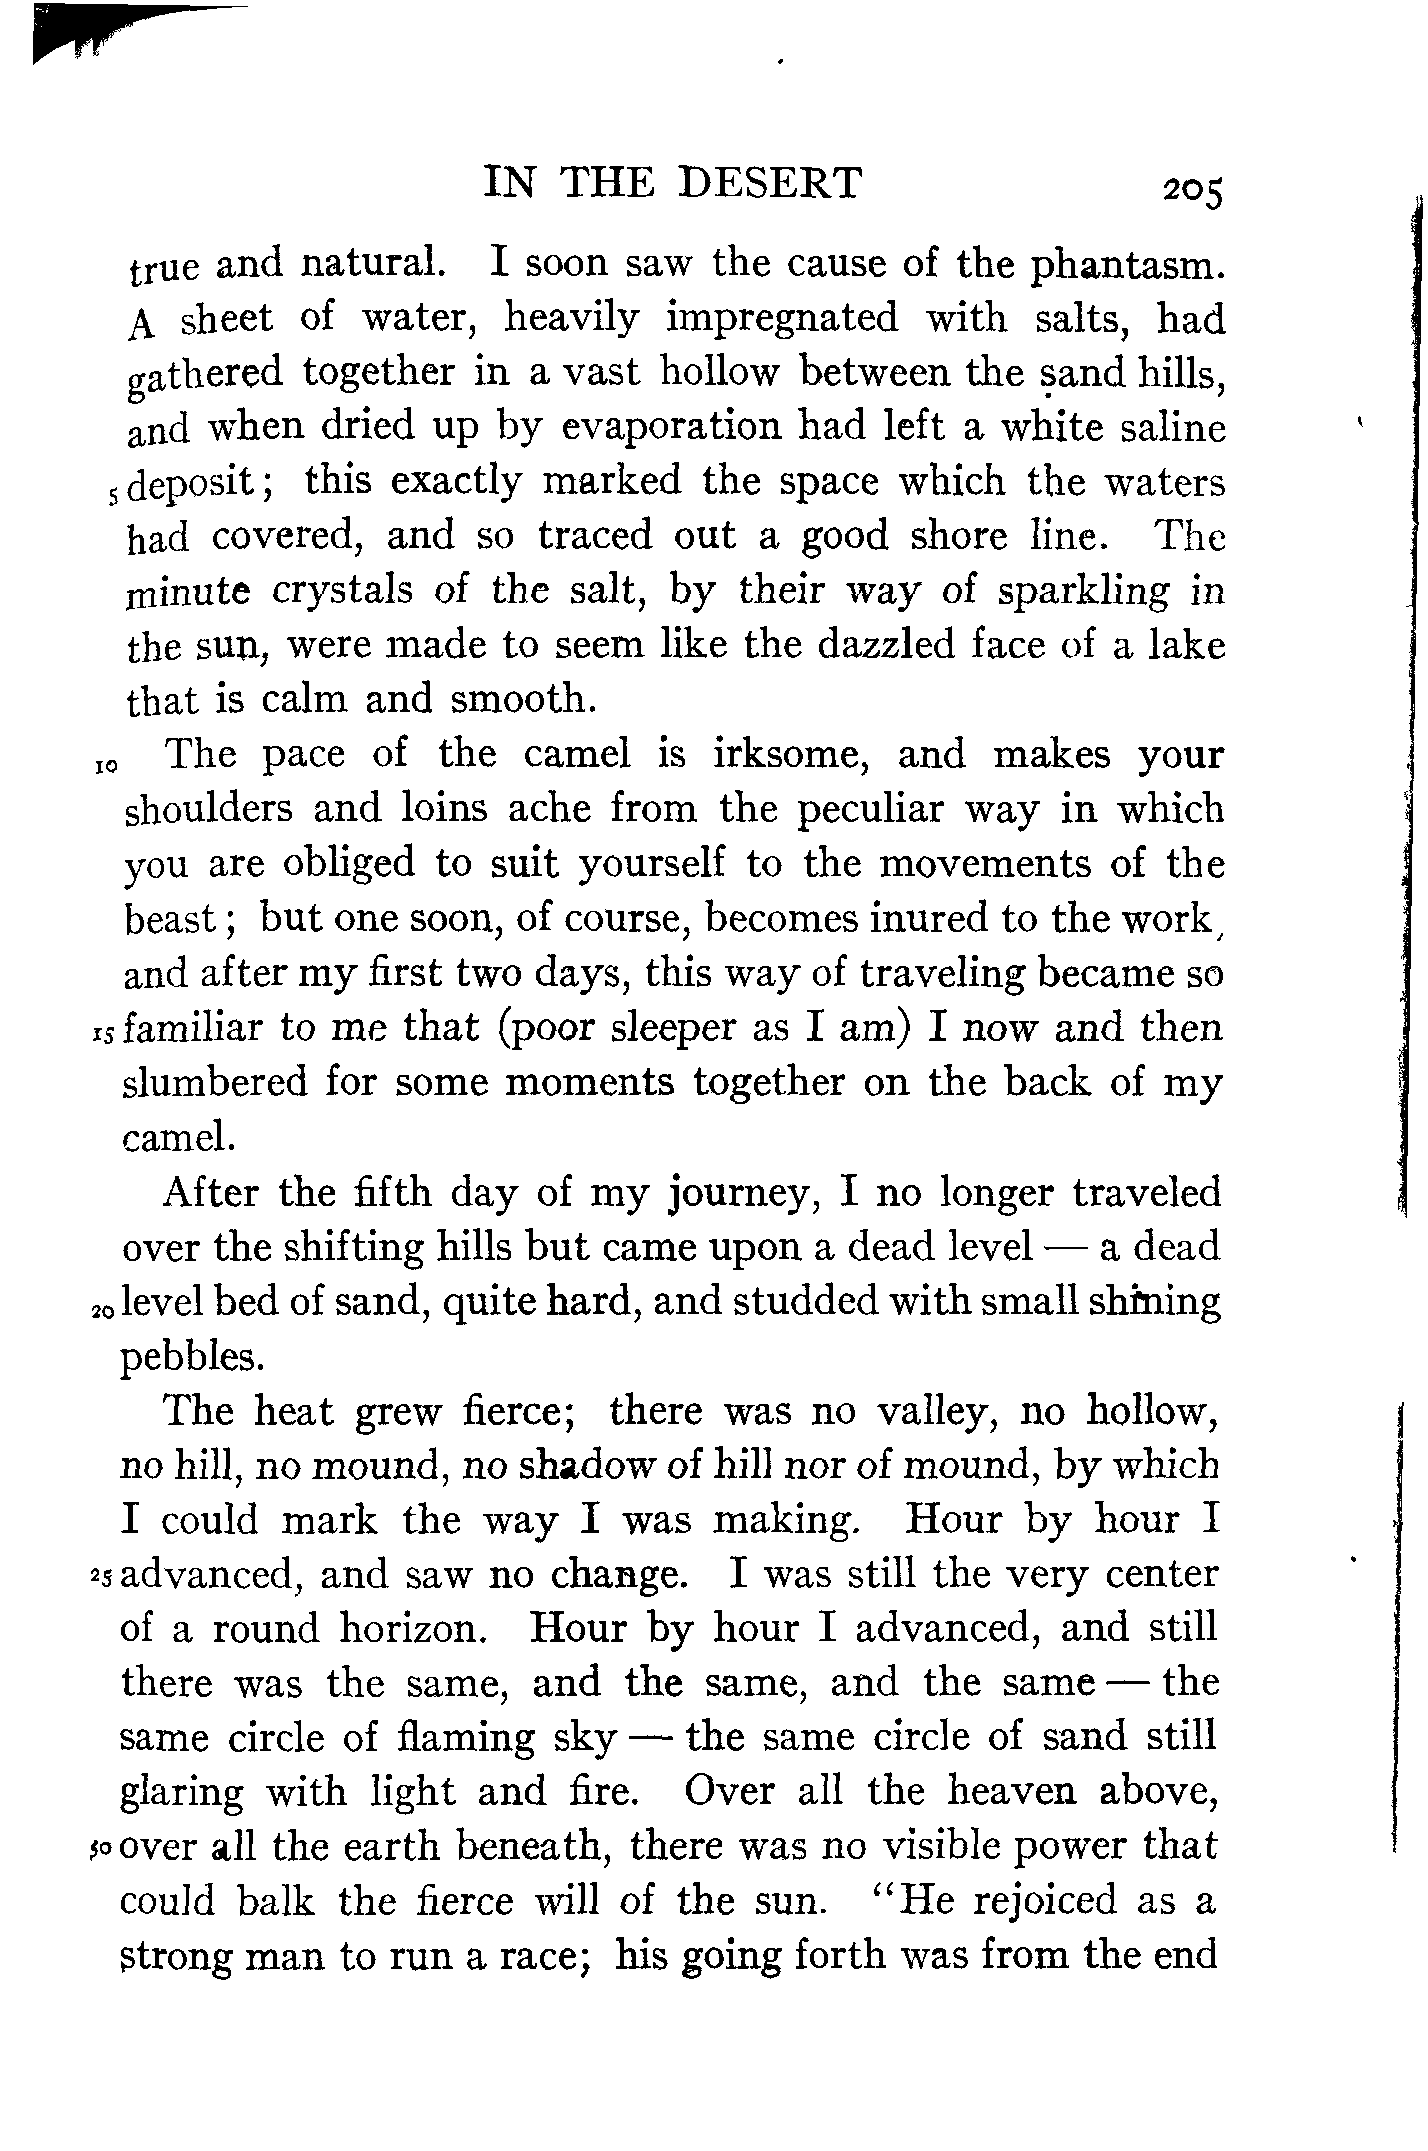 IN THE DESERT 205
true and natural. I soon saw the cause of the phantasm.
A sheet of water, heavily impregnated with salts, had
gathered together in a vast hollow between the sand hills,
and when dried up by evaporation had left a white saline
5 deposit; this exactly marked the space which the waters
had covered, and so traced out a good shore line. The
minute crystals of the salt, by their way of sparkling in
the sun, were made to seem like the dazzled face of a lake
that is calm and smooth.
10 The pace of the camel is irksome, and makes your
shoulders and loins ache from the peculiar way in which
you are obliged to suit yourself to the movements of the
beast; but one soon, of course, becomes inured to the work,
and after my first two days, this way of traveling became so
15 familiar to me that (poor sleeper as I am) I now and then
slumbered for some moments together on the back of my
camel.
After the fifth day of my journey, I no longer traveled
over the shifting hills but came upon a dead level — a dead
20 level bed of sand, quite hard, and studded with small shining
pebbles.
The heat grew fierce; there was no valley, no hollow,
no hill, no mound, no shadow of hill nor of mound, by which
I could mark the way I was making. Hour by hour I
25 advanced, and saw no change. I was still the very center
of a round horizon. Hour by hour I advanced, and still
there was the same, and the same, and the same — the
same circle of flaming sky — the same circle of sand still
glaring with light and fire. Over all the heaven above,
30 over all the earth beneath, there was no visible power that
could balk the fierce will of the sun. "He rejoiced as a
strong man to run a race; his going forth was from the end